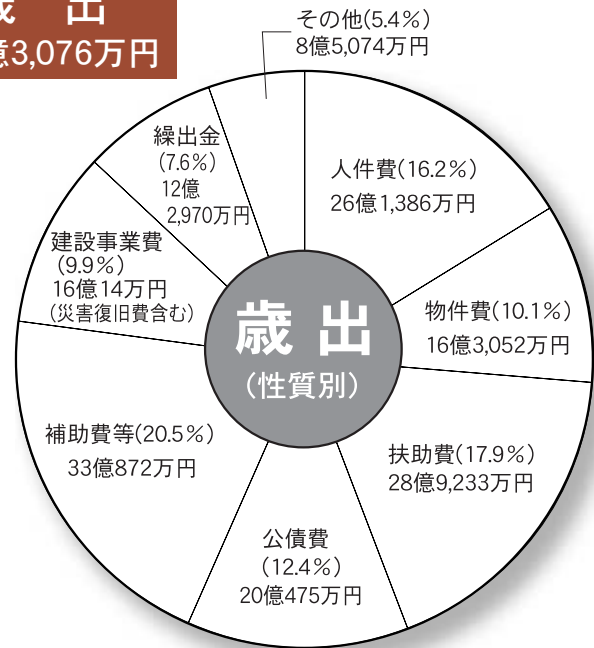 歳 出
億3,076万円
その他(5.4%)
8億5,074万円
人件費(16.2%)
26億1,386万円
物件費(10.1%)
16億3,052万円
扶助費(17.9%)
28億9,233万円
公債費
(12.4%)
20億475万円
補助費等(20.5%)
33億872万円
建設事業費
(9.9%)
16億14万円
(災害復旧費含む)
繰出金
(7.6%)
12億
2,970万円
歳 出
(性質別)